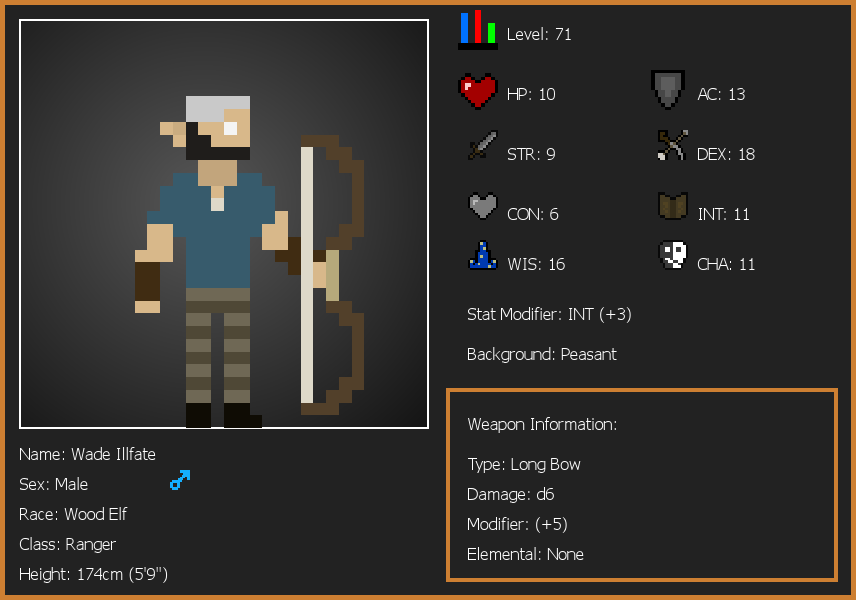 Level: 71
HP: 10
AC: 13
STR: 9
DEX: 18
CON: 6
INT: 11
WIS: 16
CHA: 11
Stat Modifier: INT (+3)
Background: Peasant
Weapon Information:
Type: Long Bow
Damage: d6
Modifier: (+5)
Elemental: None
Name: Wade Illfate
Sex: Male
Race: Wood Elf
Class: Ranger
Height: 174cm (5'9")